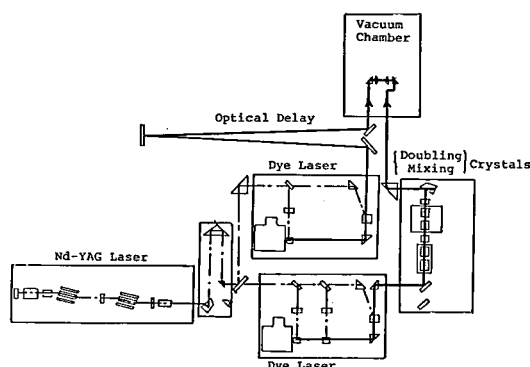 Vacuum
Chamber
Optical Delay
Dye Laser
{Doubling
Mixing} Crystals
Nd-YAG Laser
Dye Laser